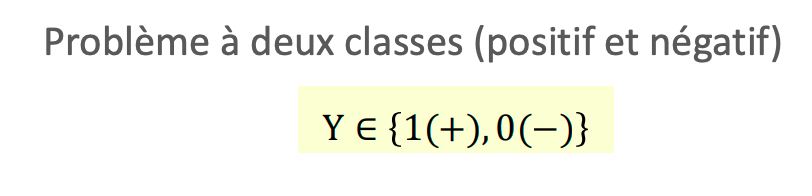 Problème à deux classes (positif et négatif)
Y ∈ {1(+), 0(−)}